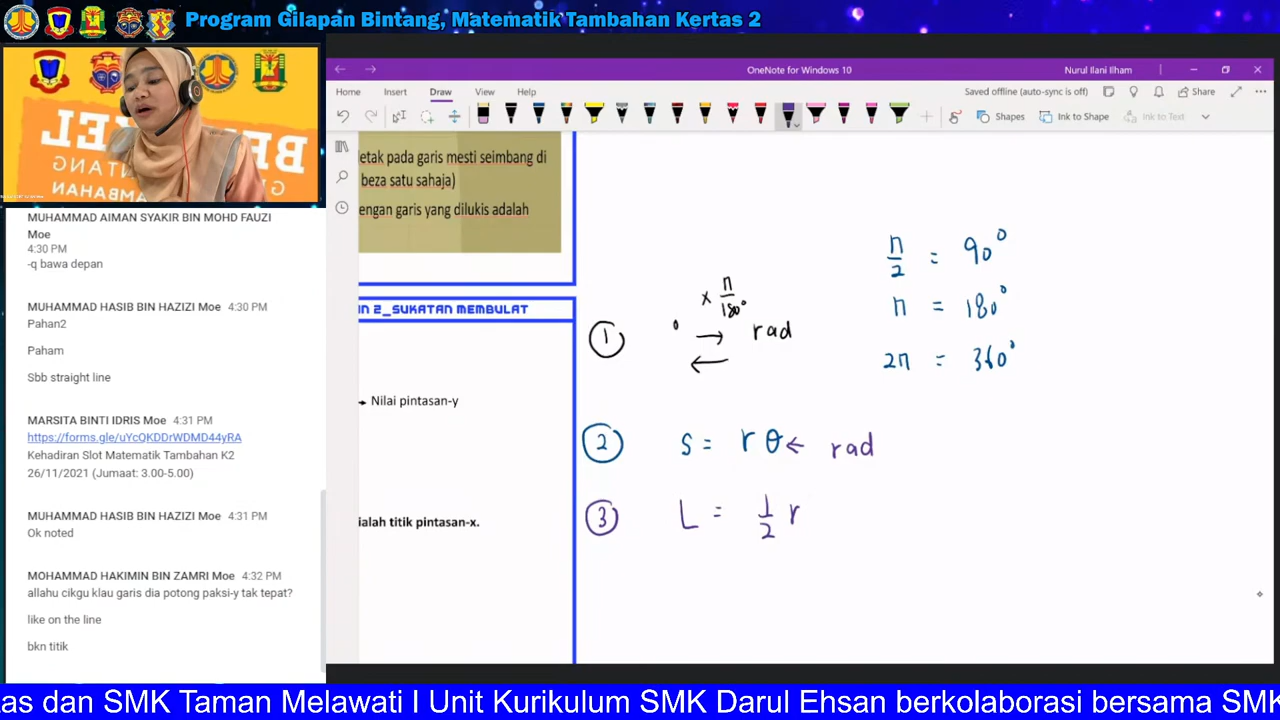 Program Gilapan Bintang, Matematik Tambahan Kertas 2
OneNote for Windows 10
Nurul Ilani Ilham
Home Insert Draw View Help
Saved offline (auto-sync is off)
Share
Shapes
Ink to Shape
Ink to Text
MUHAMMAD AIMAN SYAKIR BIN MOHD FAUZI
Moe
4:30 PM
-q bawa depan
MUHAMMAD HASIB BIN HAZIZI Moe 4:30 PM
Pahan2
Paham
Sbb straight line
MARSITA BINTI IDRIS Moe 4:31 PM
https://forms.gle/uYcQKDDrWDMD44yRA
Kehadiran Slot Matematik Tambahan K2
26/11/2021 (Jumaat: 3.00-5.00)
MUHAMMAD HASIB BIN HAZIZI Moe 4:31 PM
Ok noted
MOHAMMAD HAKIMIN BIN ZAMRI Moe 4:32 PM
allahu cikgu klau garis dia potong paksi-y tak tepat?
like on the line
bkn titik
letak pada garis mesti seimbang di
beza satu sahaja)
engan garis yang dilukis adalah
N 2_SUKATAN MEMBULAT
→ Nilai pintasan-y
ialah titik pintasan-x.
π/2 = 90°
π = 180°
2π = 360°
① × π/180°
° → rad
←
② s = rθ ← rad
③ L = 1/2 r
as dan SMK Taman Melawati I Unit Kurikulum SMK Darul Ehsan berkolaborasi bersama SMK